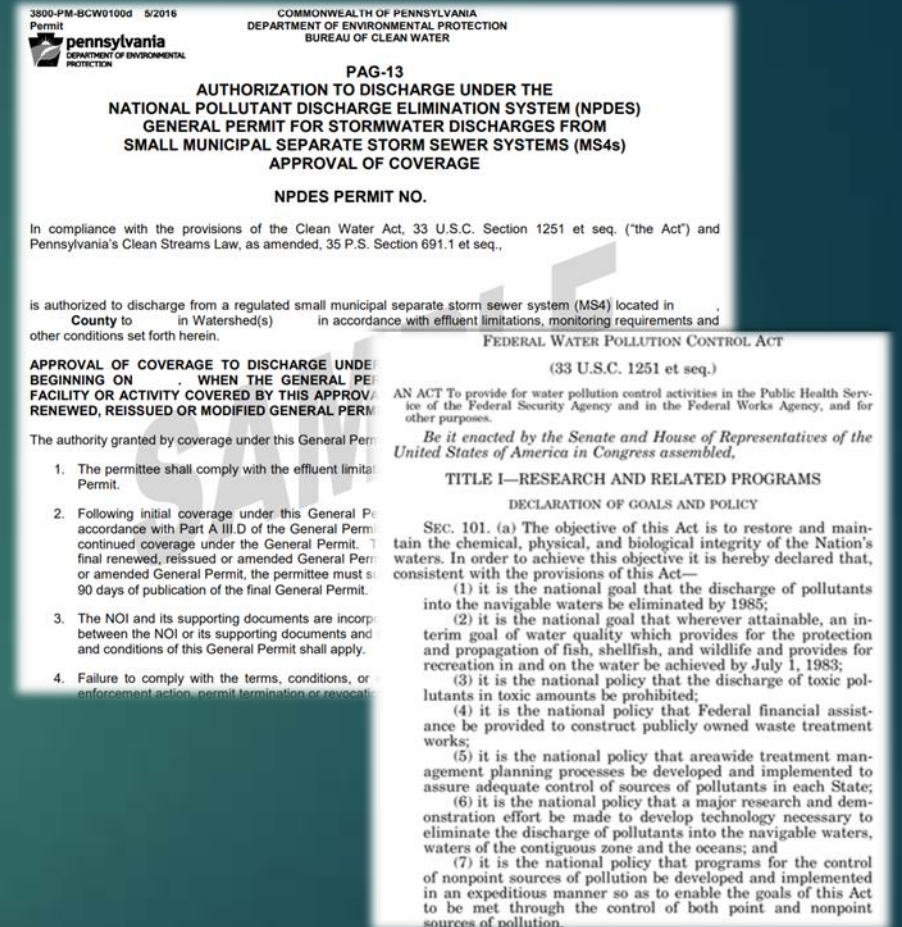 3800-PM-BCW0100d 5/2016
Permit
pennsylvania
DEPARTMENT OF ENVIRONMENTAL
PROTECTION
COMMONWEALTH OF PENNSYLVANIA
DEPARTMENT OF ENVIRONMENTAL PROTECTION
BUREAU OF CLEAN WATER
PAG-13
AUTHORIZATION TO DISCHARGE UNDER THE
NATIONAL POLLUTANT DISCHARGE ELIMINATION SYSTEM (NPDES)
GENERAL PERMIT FOR STORMWATER DISCHARGES FROM
SMALL MUNICIPAL SEPARATE STORM SEWER SYSTEMS (MS4s)
APPROVAL OF COVERAGE
NPDES PERMIT NO.
In compliance with the provisions of the Clean Water Act, 33 U.S.C. Section 1251 et seq. ("the Act") and
Pennsylvania's Clean Streams Law, as amended, 35 P.S. Section 691.1 et seq.,
is authorized to discharge from a regulated small municipal separate storm sewer system (MS4) located in ,
County to in Watershed(s) in accordance with effluent limitations, monitoring requirements and
other conditions set forth herein.
APPROVAL OF COVERAGE TO DISCHARGE UNDE
BEGINNING ON . WHEN THE GENERAL PE
FACILITY OR ACTIVITY COVERED BY THIS APPROVA
RENEWED, REISSUED OR MODIFIED GENERAL PERM
The authority granted by coverage under this General Perm
1. The permittee shall comply with the effluent limitat
Permit.
2. Following initial coverage under this General Pe
accordance with Part A III.D of the General Perm
continued coverage under the General Permit. T
final renewed, reissued or amended General Perm
or amended General Permit, the permittee must su
90 days of publication of the final General Permit.
3. The NOI and its supporting documents are incorp
between the NOI or its supporting documents and
and conditions of this General Permit shall apply.
4. Failure to comply with the terms, conditions, or
enforcement action, permit termination or revocati
SAMPLE
FEDERAL WATER POLLUTION CONTROL ACT
(33 U.S.C. 1251 et seq.)
AN ACT To provide for water pollution control activities in the Public Health Serv-
ice of the Federal Security Agency and in the Federal Works Agency, and for
other purposes.
Be it enacted by the Senate and House of Representatives of the
United States of America in Congress assembled,
TITLE I—RESEARCH AND RELATED PROGRAMS
DECLARATION OF GOALS AND POLICY
SEC. 101. (a) The objective of this Act is to restore and main-
tain the chemical, physical, and biological integrity of the Nation's
waters. In order to achieve this objective it is hereby declared that,
consistent with the provisions of this Act—
(1) it is the national goal that the discharge of pollutants
into the navigable waters be eliminated by 1985;
(2) it is the national goal that wherever attainable, an in-
terim goal of water quality which provides for the protection
and propagation of fish, shellfish, and wildlife and provides for
recreation in and on the water be achieved by July 1, 1983;
(3) it is the national policy that the discharge of toxic pol-
lutants in toxic amounts be prohibited;
(4) it is the national policy that Federal financial assist-
ance be provided to construct publicly owned waste treatment
works;
(5) it is the national policy that areawide treatment man-
agement planning processes be developed and implemented to
assure adequate control of sources of pollutants in each State;
(6) it is the national policy that a major research and dem-
onstration effort be made to develop technology necessary to
eliminate the discharge of pollutants into the navigable waters,
waters of the contiguous zone and the oceans; and
(7) it is the national policy that programs for the control
of nonpoint sources of pollution be developed and implemented
in an expeditious manner so as to enable the goals of this Act
to be met through the control of both point and nonpoint
sources of pollution.